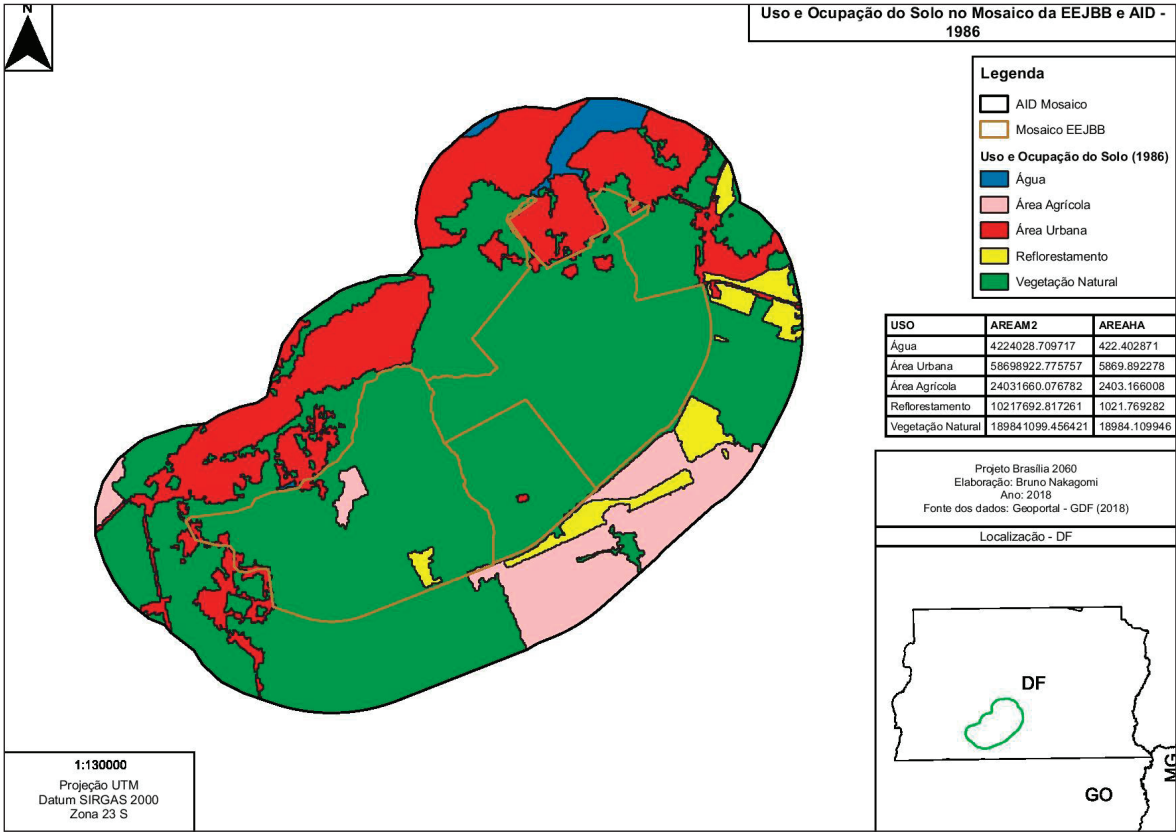 N
Uso e Ocupação do Solo no Mosaico da EEJBB e AID -
1986
Legenda
AID Mosaico
Mosaico EEJBB
Uso e Ocupação do Solo (1986)
Água
Área Agrícola
Área Urbana
Reflorestamento
Vegetação Natural
USO AREAM2 AREAHA
Água 4224028.709717 422.402871
Área Urbana 58698922.775757 5869.892278
Área Agrícola 24031660.076782 2403.166008
Reflorestamento 10217692.817261 1021.769282
Vegetação Natural 189841099.456421 18984.109946
Projeto Brasília 2060
Elaboração: Bruno Nakagomi
Ano: 2018
Fonte dos dados: Geoportal - GDF (2018)
Localização - DF
DF
GO
MG
1:130000
Projeção UTM
Datum SIRGAS 2000
Zona 23 S